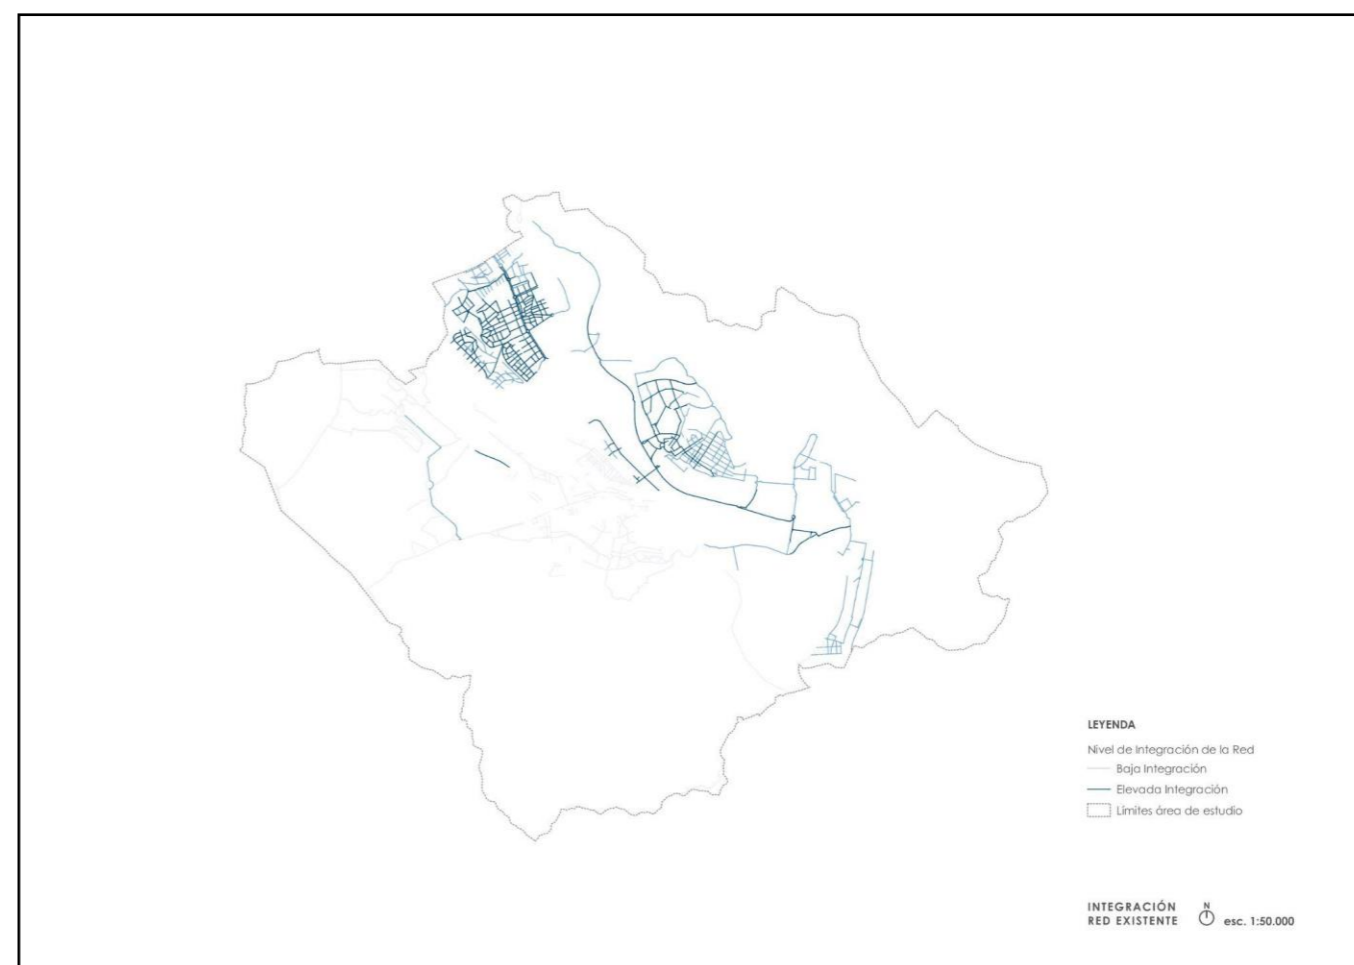 LEYENDA
Nivel de Integración de la Red
Baja Integración
Elevada Integración
Límites área de estudio
INTEGRACIÓN
RED EXISTENTE
N
esc. 1:50.000